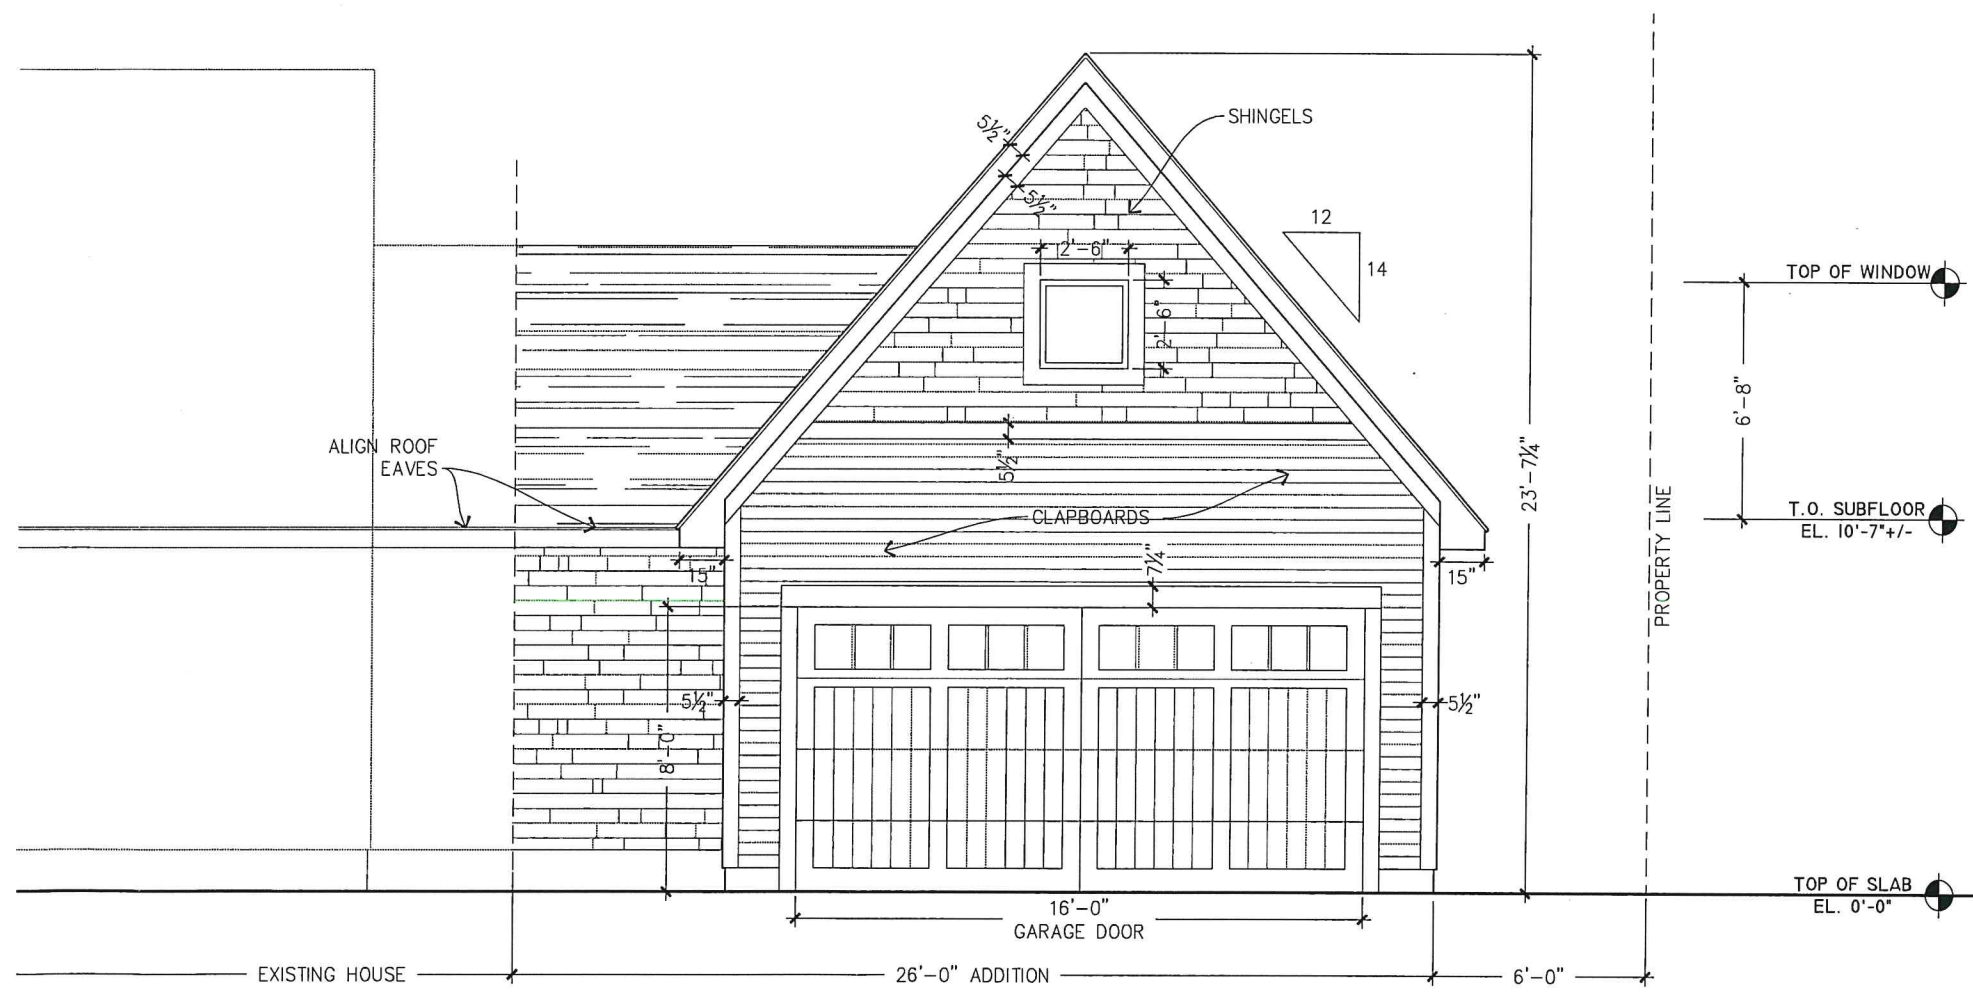 SHINGELS
5½"
5½"
12
14
2'-6"
2'-6"
TOP OF WINDOW
6'-8"
ALIGN ROOF
EAVES
5½"
23'-7¼"
CLAPBOARDS
T.O. SUBFLOOR
EL. 10'-7"+/-
PROPERTY LINE
15"
7¼"
15"
5½"
8'-0"
5½"
TOP OF SLAB
EL. 0'-0"
16'-0"
GARAGE DOOR
EXISTING HOUSE
26'-0" ADDITION
6'-0"